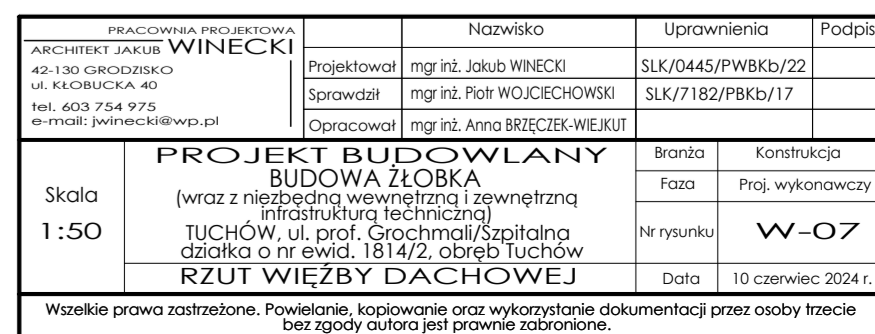 PRACOWNIA PROJEKTOWA
ARCHITEKT JAKUB WINECKI
42-130 GRODZISKO
ul. KŁOBUCKA 40
tel. 603 754 975
e-mail: jwinecki@wp.pl
Nazwisko Uprawnienia Podpis
Projektował mgr inż. Jakub WINECKI SLK/0445/PWBKb/22
Sprawdził mgr inż. Piotr WOJCIECHOWSKI SLK/7182/PBKb/17
Opracował mgr inż. Anna BRZĘCZEK-WIEJKUT
Skala
1:50
PROJEKT BUDOWLANY
BUDOWA ŻŁOBKA
(wraz z niezbędną wewnętrzną i zewnętrzną
infrastrukturą techniczną)
TUCHÓW, ul. prof. Grochmali/Szpitalna
działka o nr ewid. 1814/2, obręb Tuchów
RZUT WIĘŹBY DACHOWEJ
Branża Konstrukcja
Faza Proj. wykonawczy
Nr rysunku W-07
Data 10 czerwiec 2024 r.
Wszelkie prawa zastrzeżone. Powielanie, kopiowanie oraz wykorzystanie dokumentacji przez osoby trzecie
bez zgody autora jest prawnie zabronione.